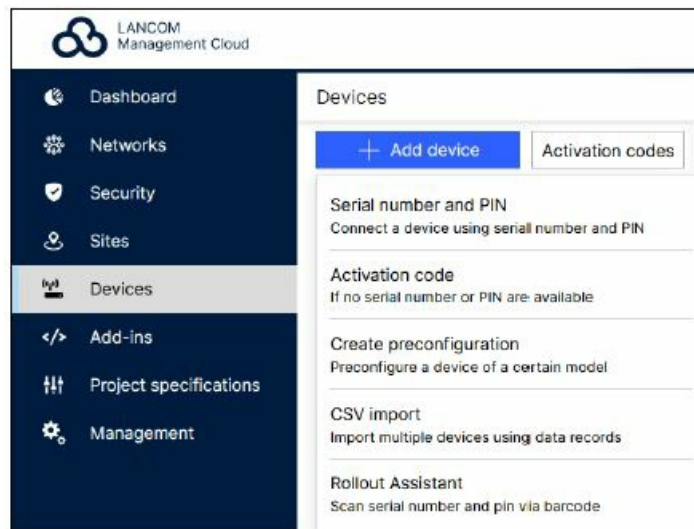 LANCOM
Management Cloud
Dashboard
Networks
Security
Sites
Devices
Add-ins
Project specifications
Management
Devices
+ Add device
Activation codes
Serial number and PIN
Connect a device using serial number and PIN
Activation code
If no serial number or PIN are available
Create preconfiguration
Preconfigure a device of a certain model
CSV import
Import multiple devices using data records
Rollout Assistant
Scan serial number and pin via barcode